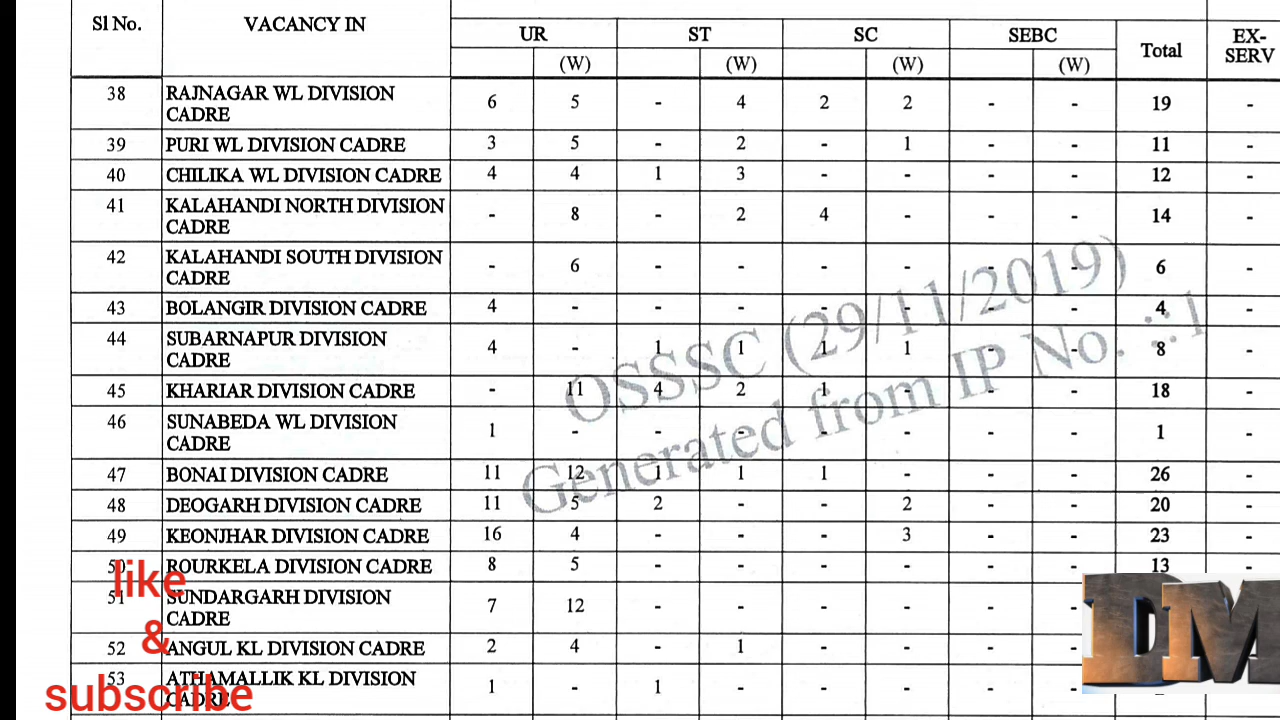 Sl No. VACANCY IN UR ST SC SEBC Total EX-SERV
(W) (W) (W) (W)
38 RAJNAGAR WL DIVISION CADRE 6 5 - 4 2 2 - - 19 -
39 PURI WL DIVISION CADRE 3 5 - 2 - 1 - - 11 -
40 CHILIKA WL DIVISION CADRE 4 4 1 3 - - - - 12 -
41 KALAHANDI NORTH DIVISION CADRE - 8 - 2 4 - - - 14 -
42 KALAHANDI SOUTH DIVISION CADRE - 6 - - - - - - 6 -
43 BOLANGIR DIVISION CADRE 4 - - - - - - - 4 -
44 SUBARNAPUR DIVISION CADRE 4 - 1 1 1 1 - - 8 -
45 KHARIAR DIVISION CADRE - 11 4 2 1 - - - 18 -
46 SUNABEDA WL DIVISION CADRE 1 - - - - - - - 1 -
47 BONAI DIVISION CADRE 11 12 1 1 1 - - - 26 -
48 DEOGARH DIVISION CADRE 11 5 2 - - 2 - - 20 -
49 KEONJHAR DIVISION CADRE 16 4 - - - 3 - - 23 -
50 ROURKELA DIVISION CADRE 8 5 - - - - - - 13 -
51 SUNDARGARH DIVISION CADRE 7 12 - - - - - -
52 ANGUL KL DIVISION CADRE 2 4 - 1 - - - -
53 ATHAMALLIK KL DIVISION CADRE 1 - 1 - - - - -
OSSSC (29/11/2019)
Generated from IP No. ::1
like
&
subscribe
DM